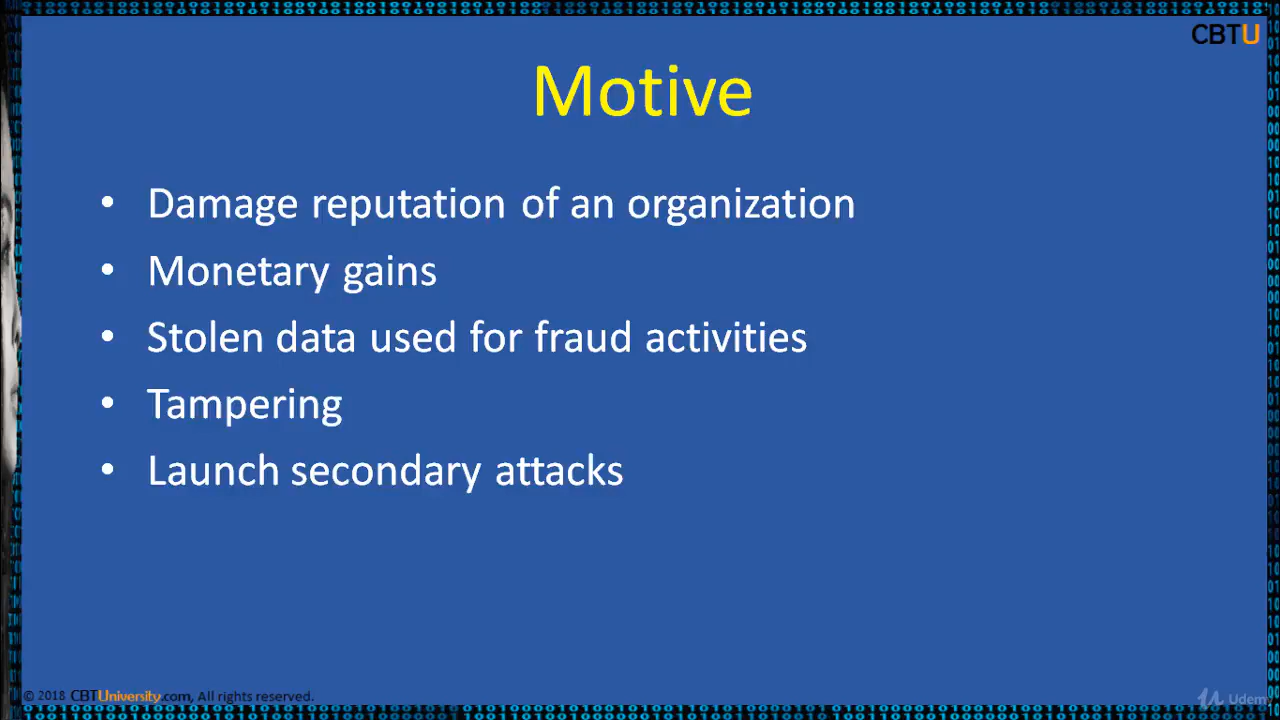 CBTU
Motive
• Damage reputation of an organization
• Monetary gains
• Stolen data used for fraud activities
• Tampering
• Launch secondary attacks
© 2018 CBTUniversity.com, All rights reserved.
Udemy